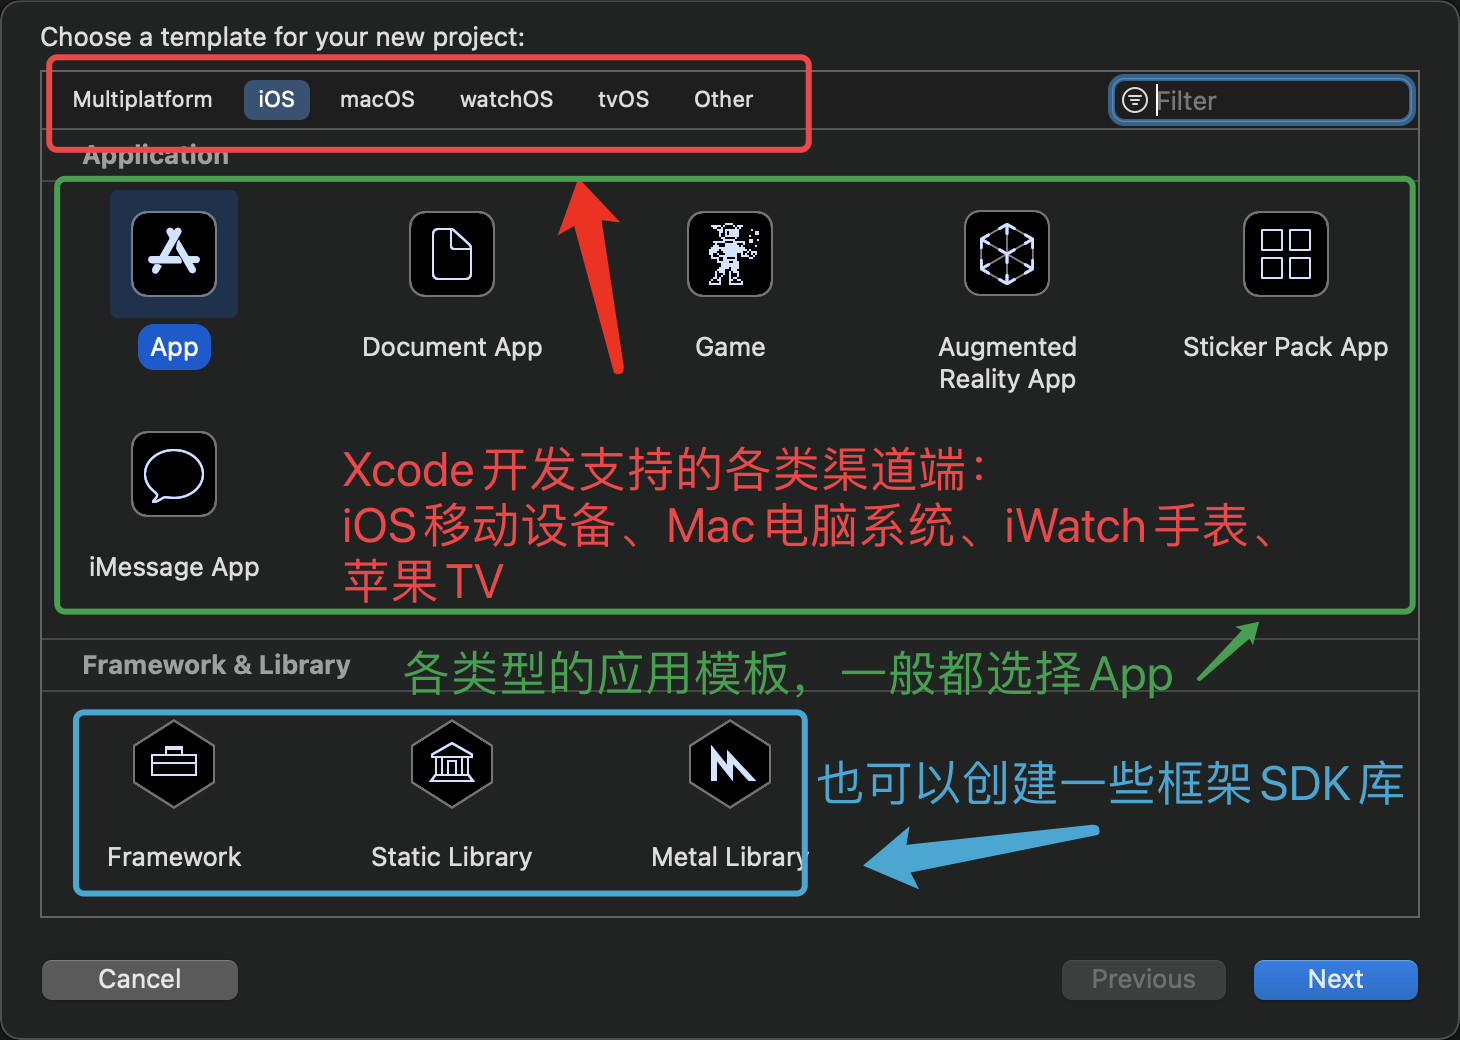 Choose a template for your new project:
Multiplatform iOS macOS watchOS tvOS Other Filter
Application
App Document App Game Augmented Reality App Sticker Pack App
iMessage App
Xcode开发支持的各类渠道端：
iOS移动设备、Mac电脑系统、iWatch手表、
苹果TV
Framework & Library
各类型的应用模板，一般都选择App
也可以创建一些框架SDK库
Framework Static Library Metal Library
Cancel Previous Next